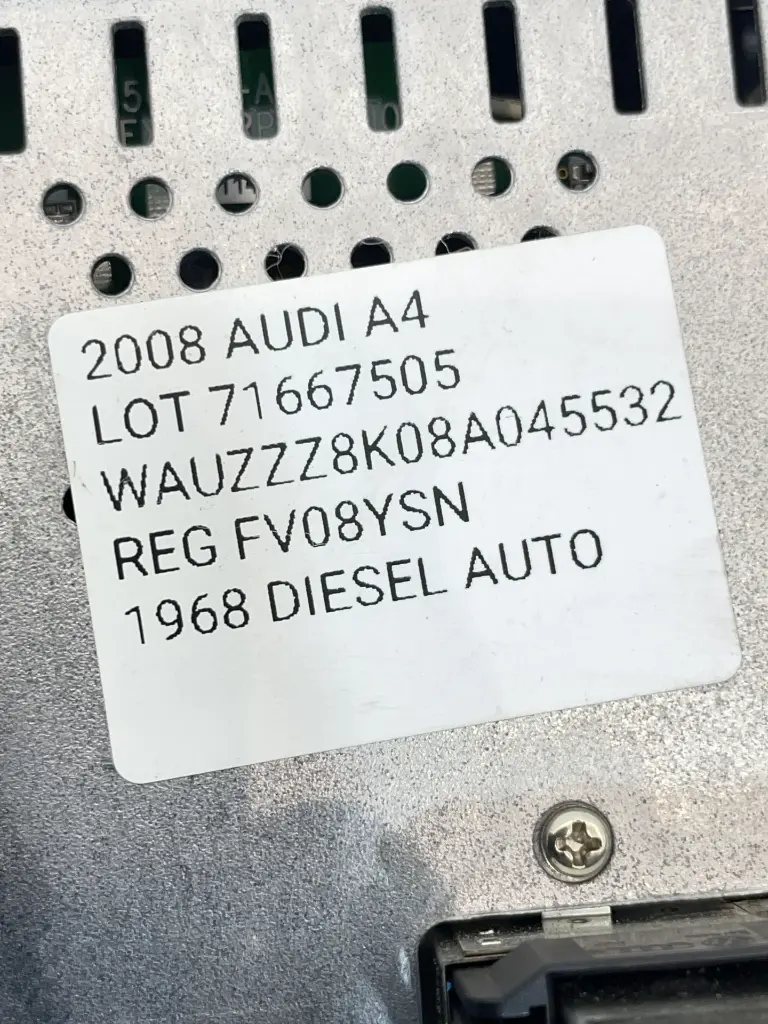 2008 AUDI A4
LOT 71667505
WAUZZZ8K08A045532
REG FV08YSN
1968 DIESEL AUTO